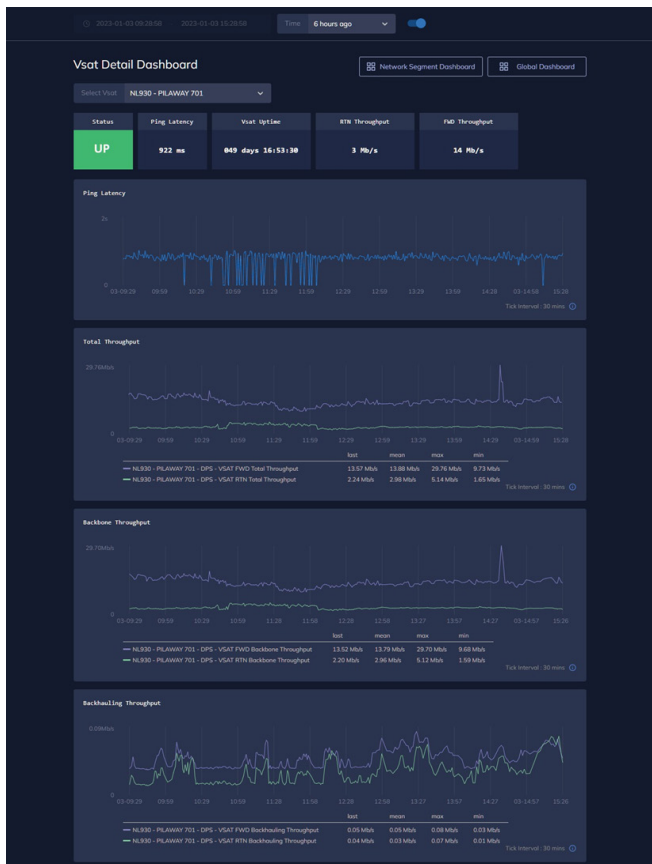 2023-01-03 09:28:58 2023-01-03 15:28:58 Time 6 hours ago
Vsat Detail Dashboard
Network Segment Dashboard Global Dashboard
Select Vsat NL930 - PILAWAY 701
Status Ping Latency Vsat Uptime RTN Throughput FWD Throughput
UP 922 ms 049 days 16:53:30 3 Mb/s 14 Mb/s
Ping Latency
2s
0
03-09:29 09:59 10:29 10:59 11:29 11:59 12:29 12:59 13:29 13:59 14:29 03-14:56 15:26
Tick Interval : 30 mins
Total Throughput
29.76Mb/s
0
03-09:29 09:59 10:29 10:59 11:29 11:59 12:29 12:59 13:29 13:59 14:29 03-14:59 15:26
last mean max min
NL930 - PILAWAY 701 - DPS - VSAT FWD Total Throughput 13.57 Mb/s 13.88 Mb/s 29.76 Mb/s 9.73 Mb/s
NL930 - PILAWAY 701 - DPS - VSAT RTN Total Throughput 2.24 Mb/s 2.98 Mb/s 5.14 Mb/s 1.65 Mb/s
Tick Interval : 30 mins
Backbone Throughput
29.70Mb/s
0
03-09:29 09:59 10:29 10:59 11:28 11:58 12:28 12:58 13:27 13:57 14:27 03-14:57 15:26
last mean max min
NL930 - PILAWAY 701 - DPS - VSAT FWD Backbone Throughput 13.52 Mb/s 13.79 Mb/s 29.70 Mb/s 9.68 Mb/s
NL930 - PILAWAY 701 - DPS - VSAT RTN Backbone Throughput 2.20 Mb/s 2.96 Mb/s 5.12 Mb/s 1.59 Mb/s
Tick Interval : 30 mins
Backhauling Throughput
0.08Mb/s
0
03-09:29 09:59 10:29 10:59 11:28 11:58 12:28 12:58 13:27 13:57 14:27 03-14:57 15:26
last mean max min
NL930 - PILAWAY 701 - DPS - VSAT FWD Backhauling Throughput 0.05 Mb/s 0.05 Mb/s 0.08 Mb/s 0.03 Mb/s
NL930 - PILAWAY 701 - DPS - VSAT RTN Backhauling Throughput 0.04 Mb/s 0.03 Mb/s 0.07 Mb/s 0.01 Mb/s
Tick Interval : 30 mins